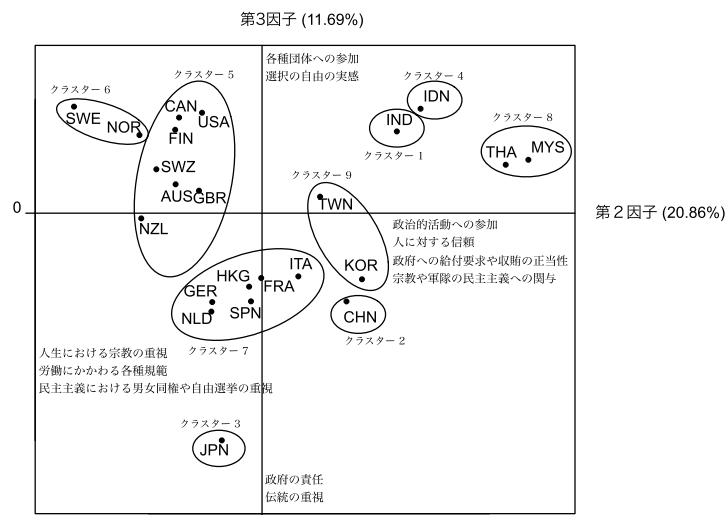 第3因子 (11.69%)
各種団体への参加
選択の自由の実感
クラスター 5
クラスター 4
クラスター 6
IDN
CAN
USA
SWE
NOR
FIN
IND
クラスター 8
クラスター 1
THA
MYS
SWZ
クラスター 9
AUS
GBR
TWN
0
第２因子 (20.86%)
NZL
政治的活動への参加
人に対する信頼
政府への給付要求や収賄の正当性
宗教や軍隊の民主主義への関与
ITA
KOR
HKG
FRA
GER
SPN
NLD
CHN
クラスター 2
クラスター 7
人生における宗教の重視
労働にかかわる各種規範
民主主義における男女同権や自由選挙の重視
クラスター 3
JPN
政府の責任
伝統の重視